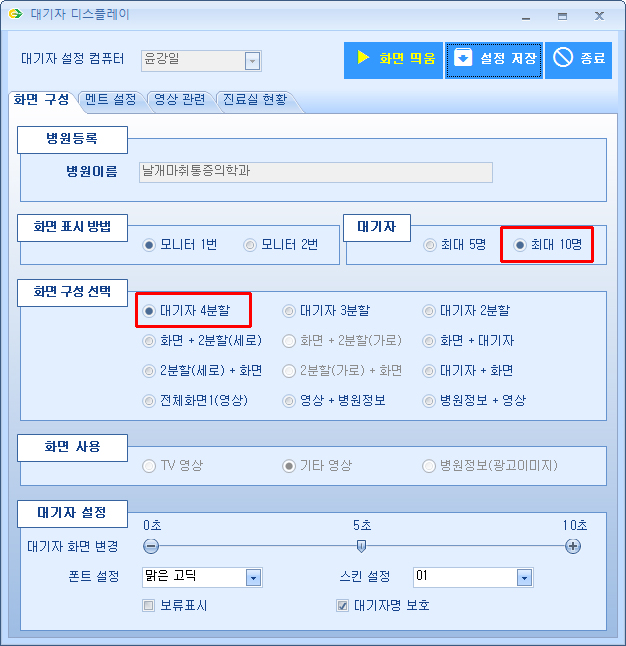 대기자 디스플레이
대기자 설정 컴퓨터 윤강일 화면 띄움 설정 저장 종료
화면 구성 멘트 설정 영상 관련 진료실 현황
병원등록
병원이름 날개마취통증의학과
화면 표시 방법 대기자
모니터 1번 모니터 2번 최대 5명 최대 10명
화면 구성 선택
대기자 4분할 대기자 3분할 대기자 2분할
화면 + 2분할(세로) 화면 + 2분할(가로) 화면 + 대기자
2분할(세로) + 화면 2분할(가로) + 화면 대기자 + 화면
전체화면1(영상) 영상 + 병원정보 병원정보 + 영상
화면 사용
TV 영상 기타 영상 병원정보(광고이미지)
대기자 설정
0초 5초 10초
대기자 화면 변경
폰트 설정 맑은 고딕 스킨 설정 01
보류표시 대기자명 보호